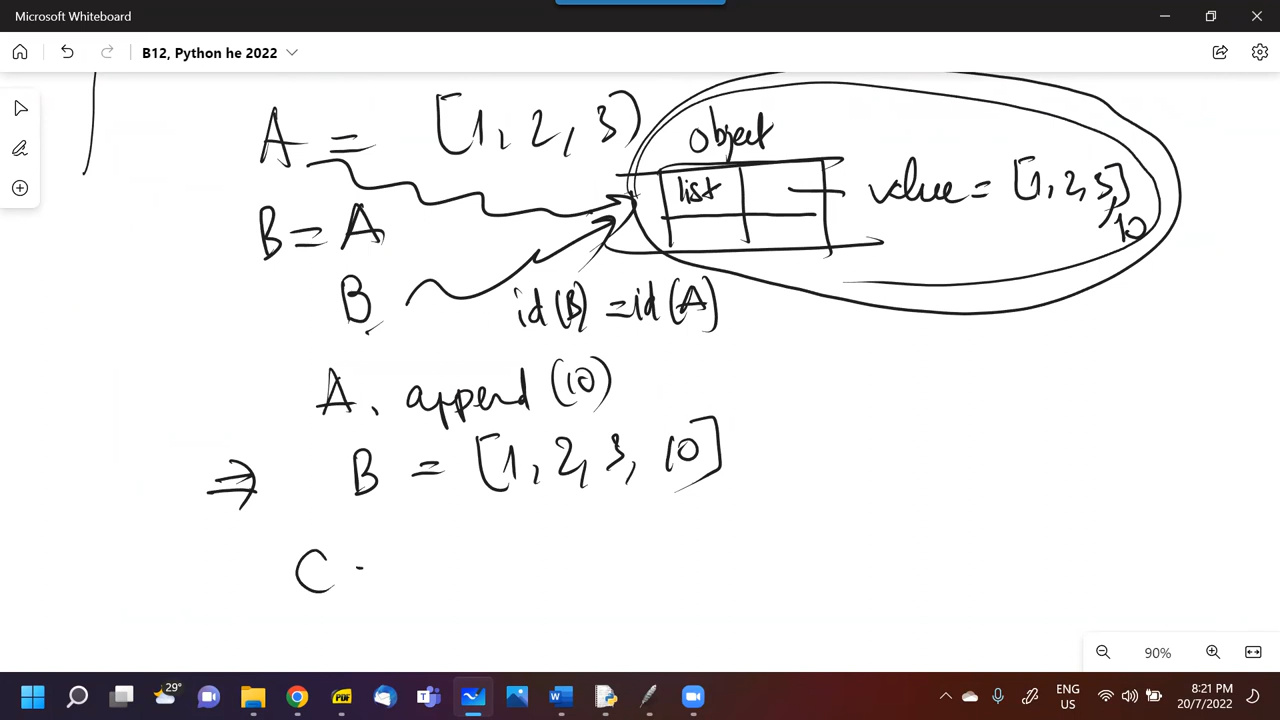 Microsoft Whiteboard
B12, Python he 2022
A = [1, 2, 3)
object
list
value = [1, 2, 3,]
10
B = A
B
id (B) = id (A)
A. append (10)
⇒ B = [1, 2, 3, 10]
C
90%
29°
ENG
US
8:21 PM
20/7/2022